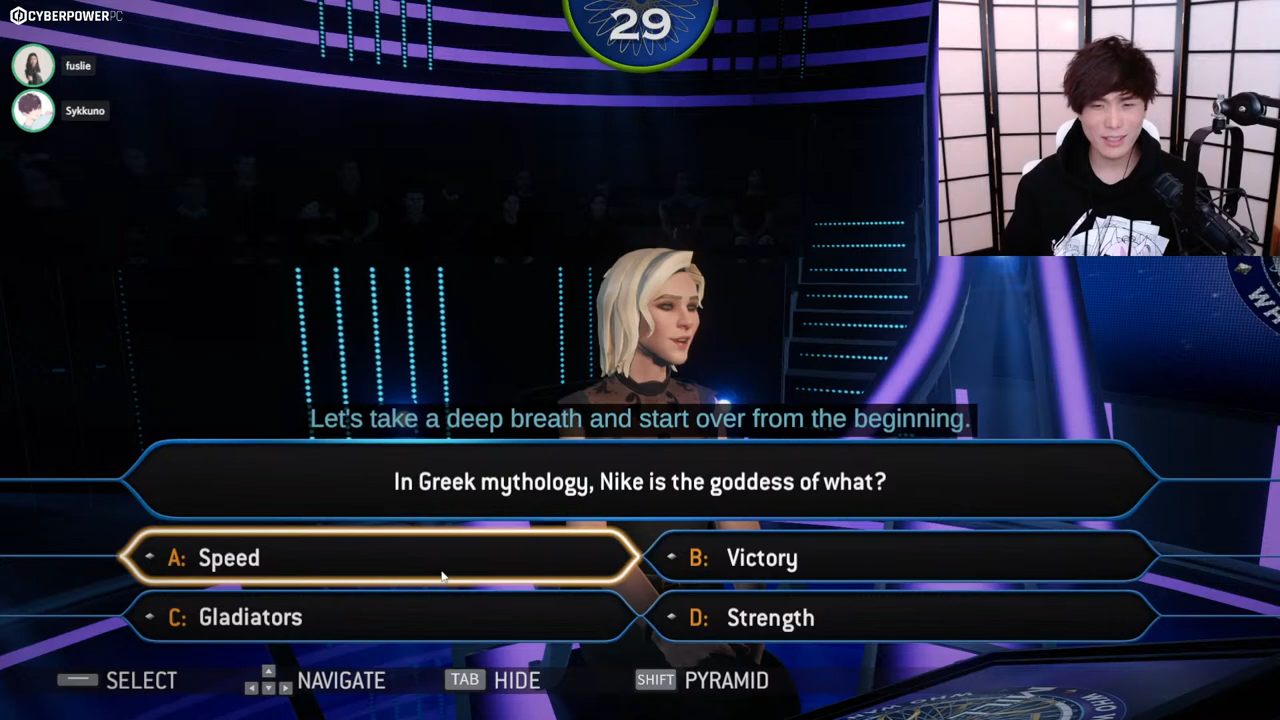 CYBERPOWERPC
29
fuslie
Sykkuno
Let's take a deep breath and start over from the beginning.
In Greek mythology, Nike is the goddess of what?
A: Speed
B: Victory
C: Gladiators
D: Strength
SELECT
NAVIGATE
TAB HIDE
SHIFT PYRAMID